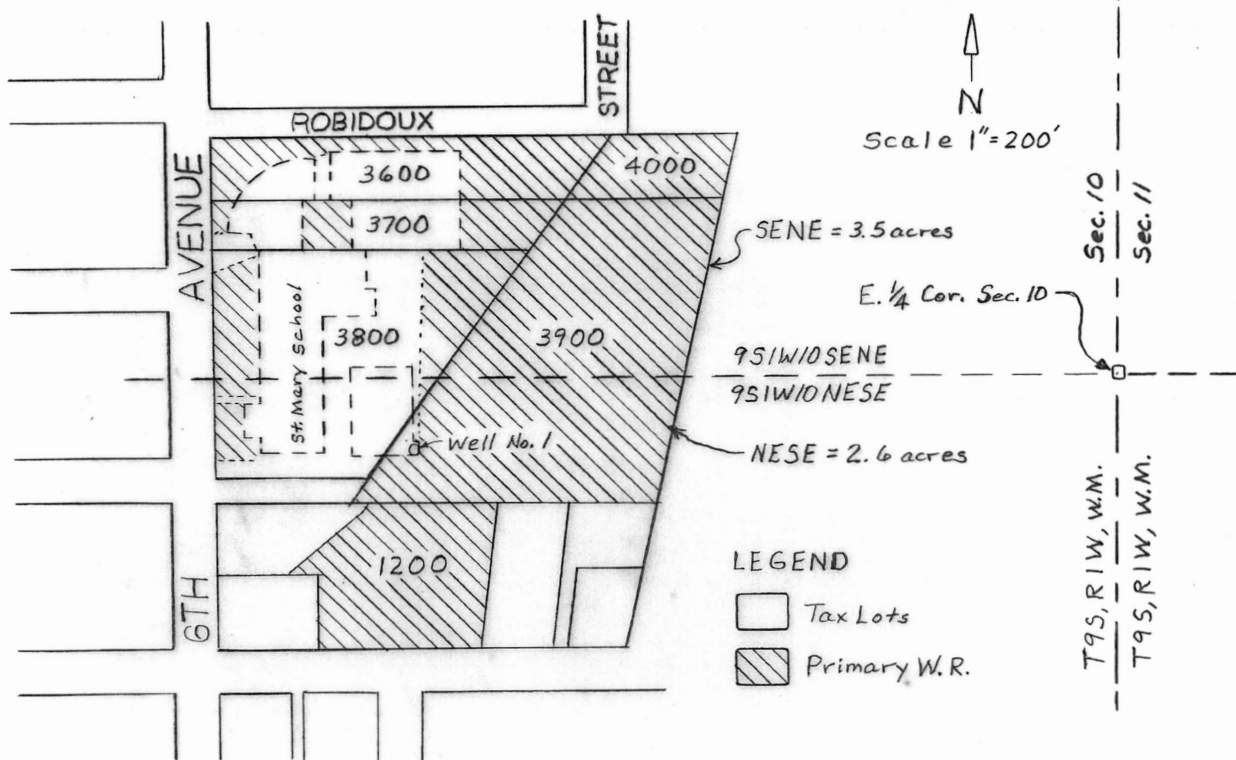 STREET
N
Scale 1"=200'
ROBIDOUX
AVENUE
3600
4000
3700
Sec. 10
Sec. 11
SENE = 3.5 acres
E. 1/4 Cor. Sec. 10
St. Mary School
3800
3900
9S1W10SENE
9S1W10NESE
Well No. 1
NESE = 2.6 acres
T9S, R1W, W.M.
T9S, R1W, W.M.
1200
6TH
LEGEND
Tax Lots
Primary W.R.